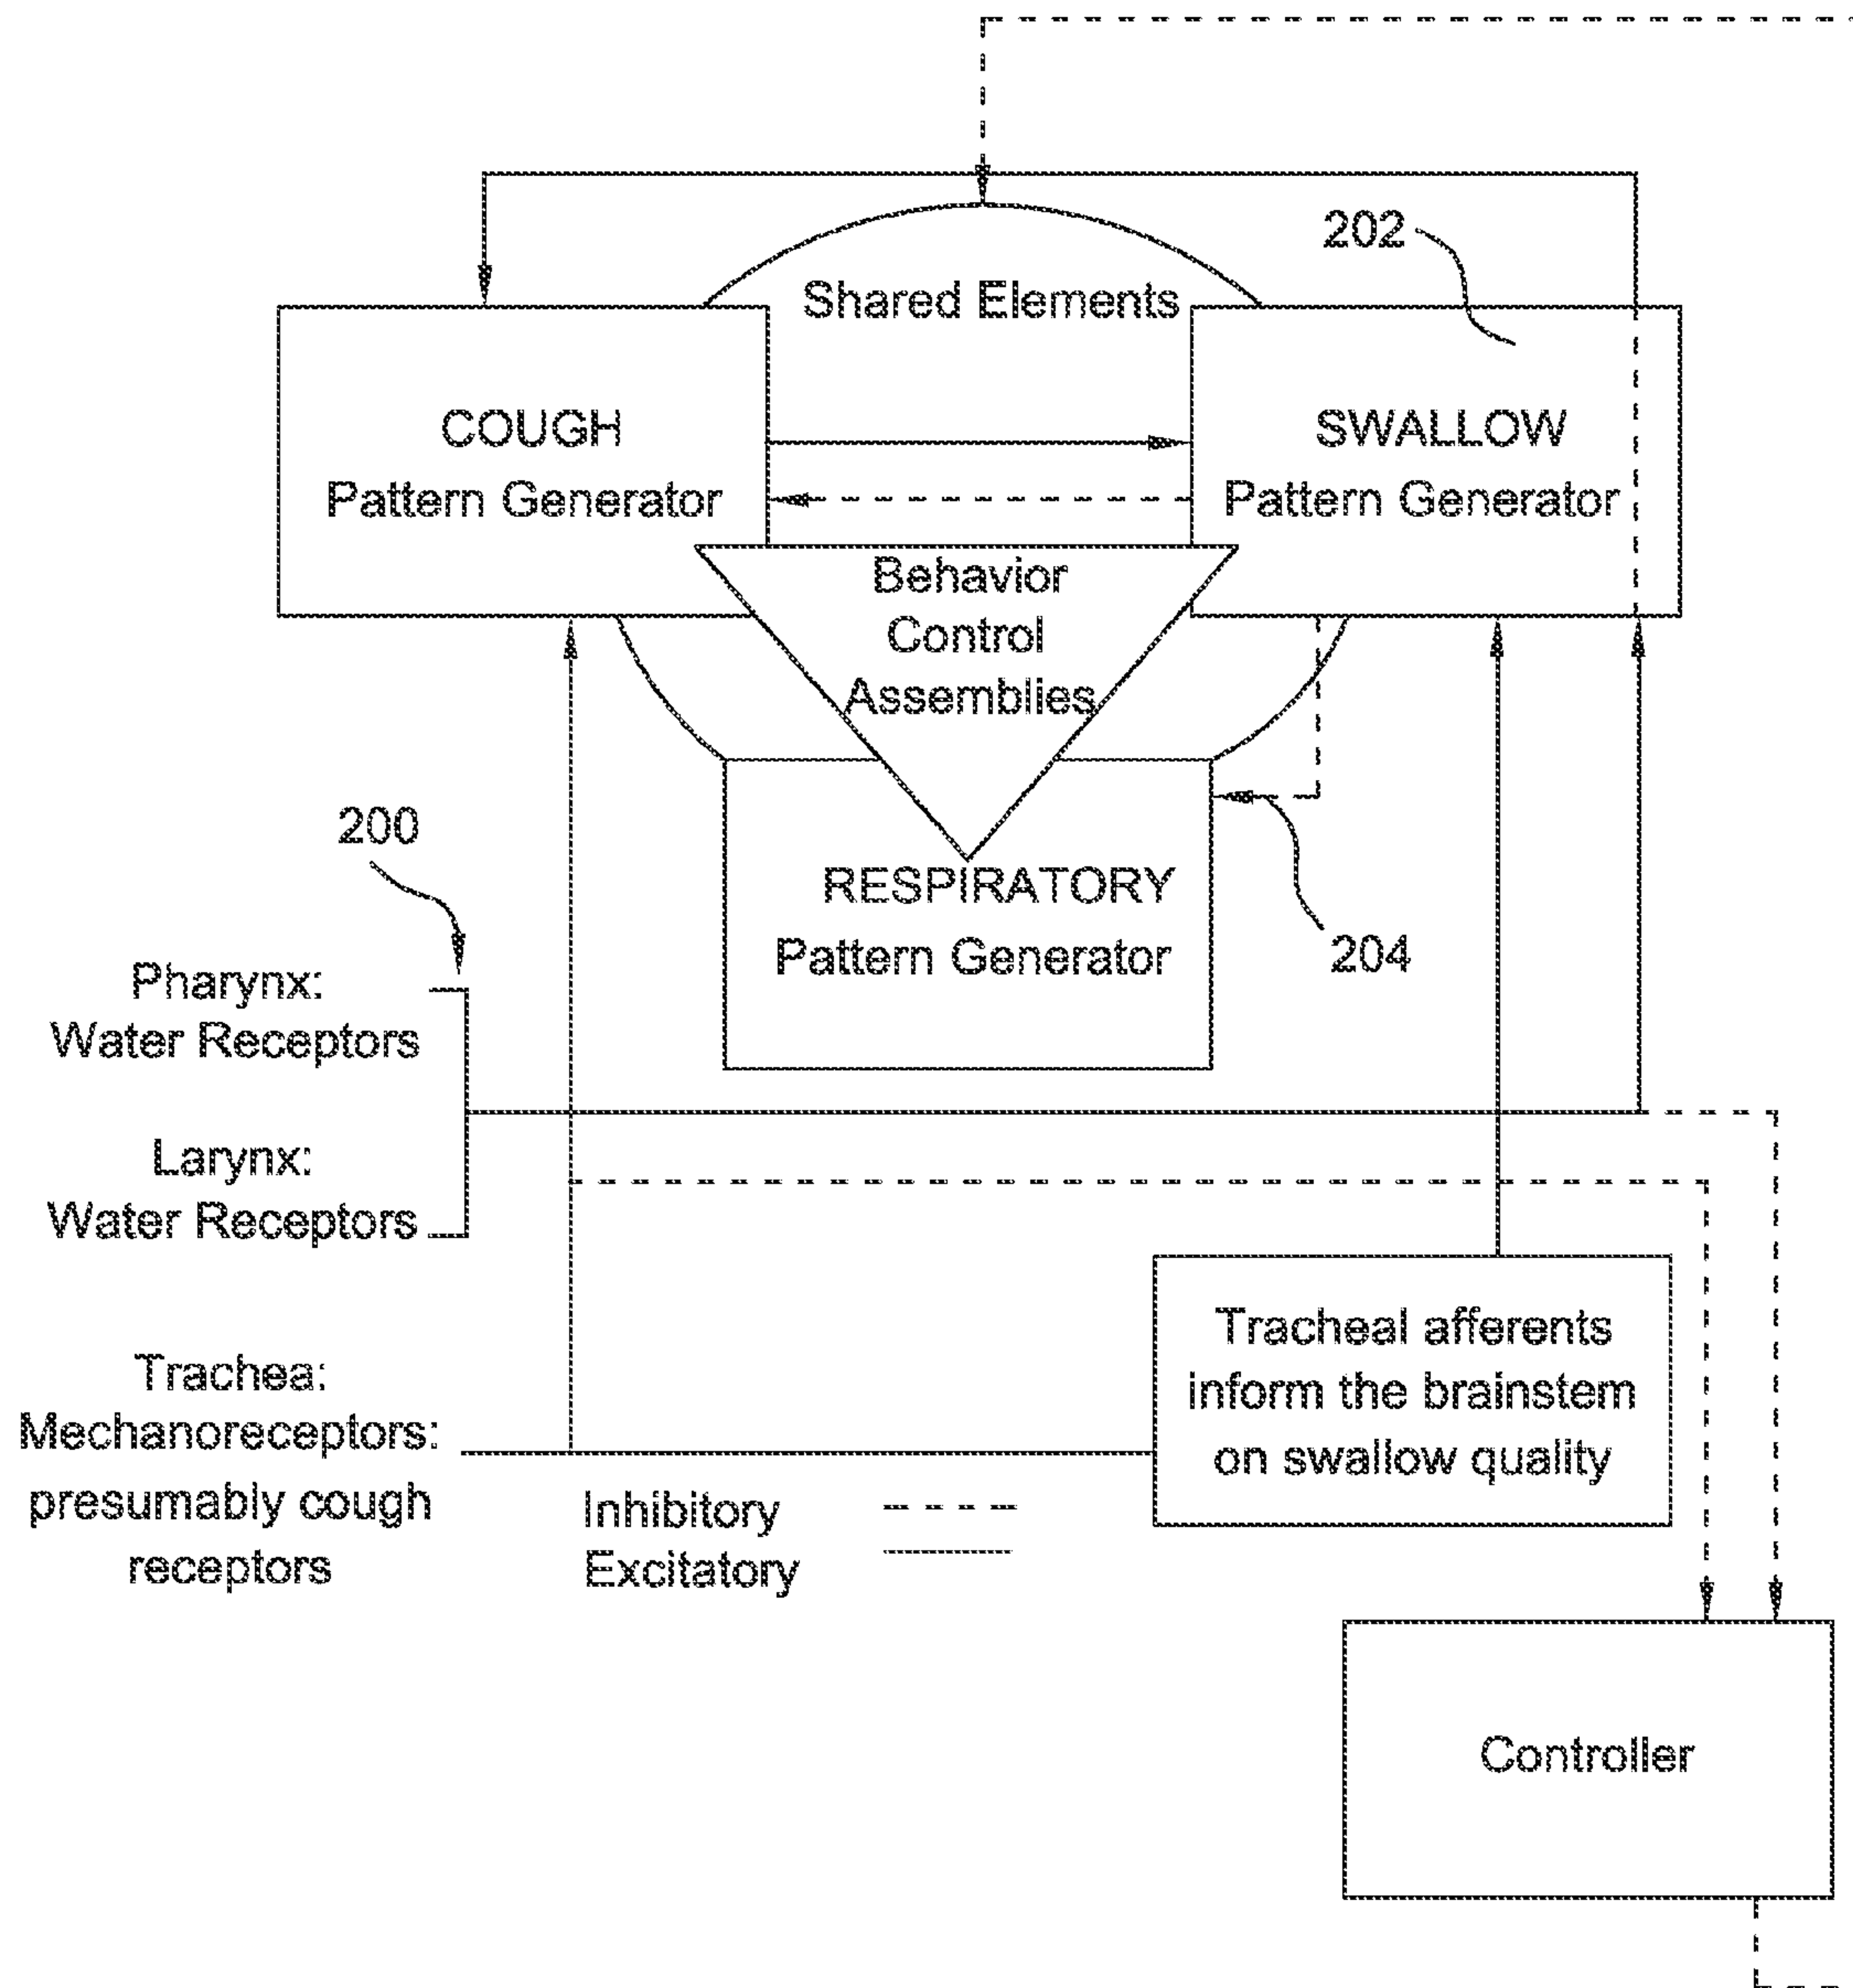 202
Shared Elements
COUGH
Pattern Generator
SWALLOW
Pattern Generator
Behavior
Control
Assemblies
200
RESPIRATORY
Pattern Generator
204
Pharynx:
Water Receptors
Larynx:
Water Receptors
Tracheal afferents
inform the brainstem
on swallow quality
Trachea:
Mechanoreceptors:
presumably cough
receptors
Inhibitory
Excitatory
Controller